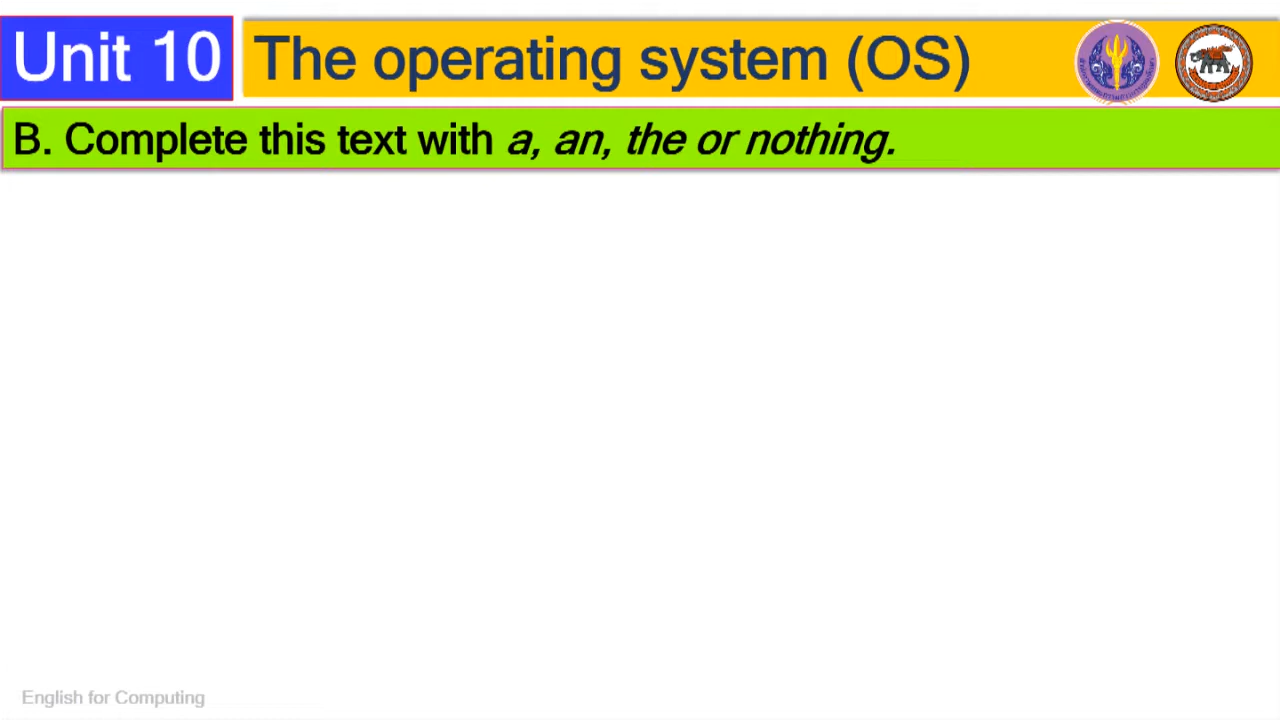 Unit 10
The operating system (OS)
B. Complete this text with a, an, the or nothing.
English for Computing